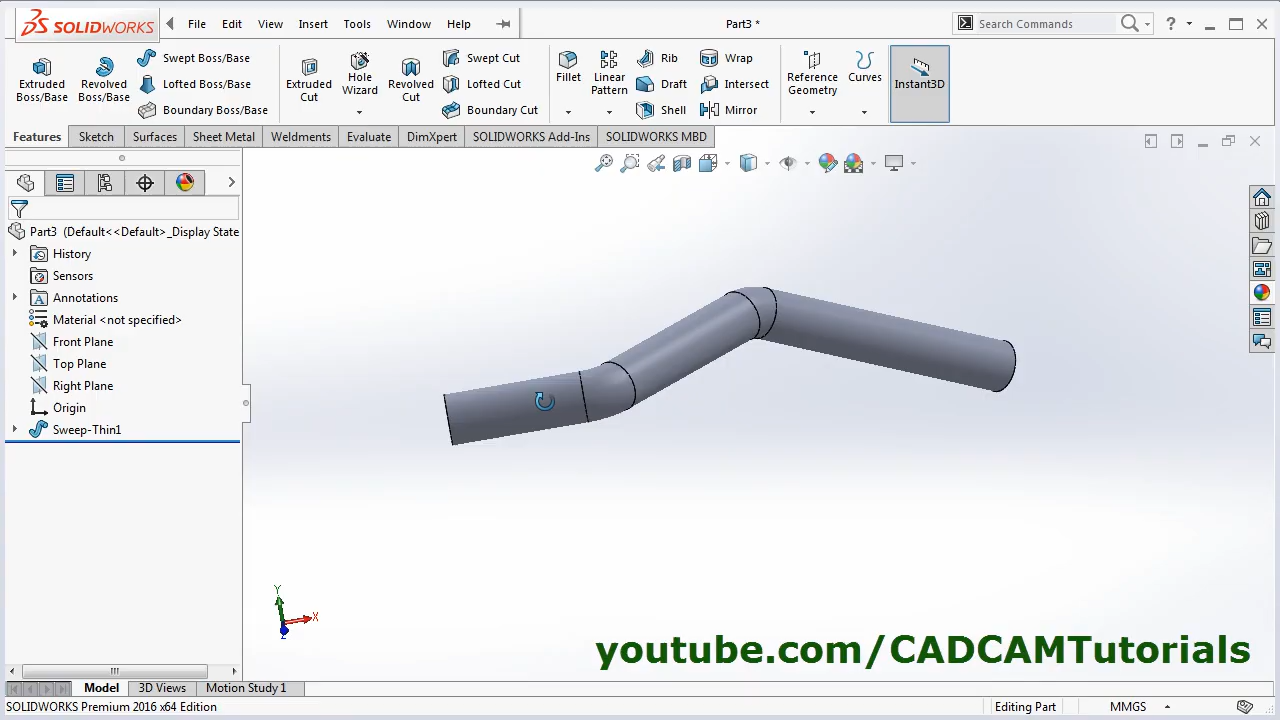 SOLIDWORKS File Edit View Insert Tools Window Help Part3 * Search Commands ?
Extruded Boss/Base
Revolved Boss/Base
Swept Boss/Base
Lofted Boss/Base
Boundary Boss/Base
Extruded Cut
Hole Wizard
Revolved Cut
Swept Cut
Lofted Cut
Boundary Cut
Fillet
Linear Pattern
Rib
Draft
Shell
Wrap
Intersect
Mirror
Reference Geometry
Curves
Instant3D
Features Sketch Surfaces Sheet Metal Weldments Evaluate DimXpert SOLIDWORKS Add-Ins SOLIDWORKS MBD
Part3 (Default<<Default>_Display State
History
Sensors
Annotations
Material <not specified>
Front Plane
Top Plane
Right Plane
Origin
Sweep-Thin1
Y
X
Z
youtube.com/CADCAMTutorials
Model 3D Views Motion Study 1
SOLIDWORKS Premium 2016 x64 Edition Editing Part MMGS